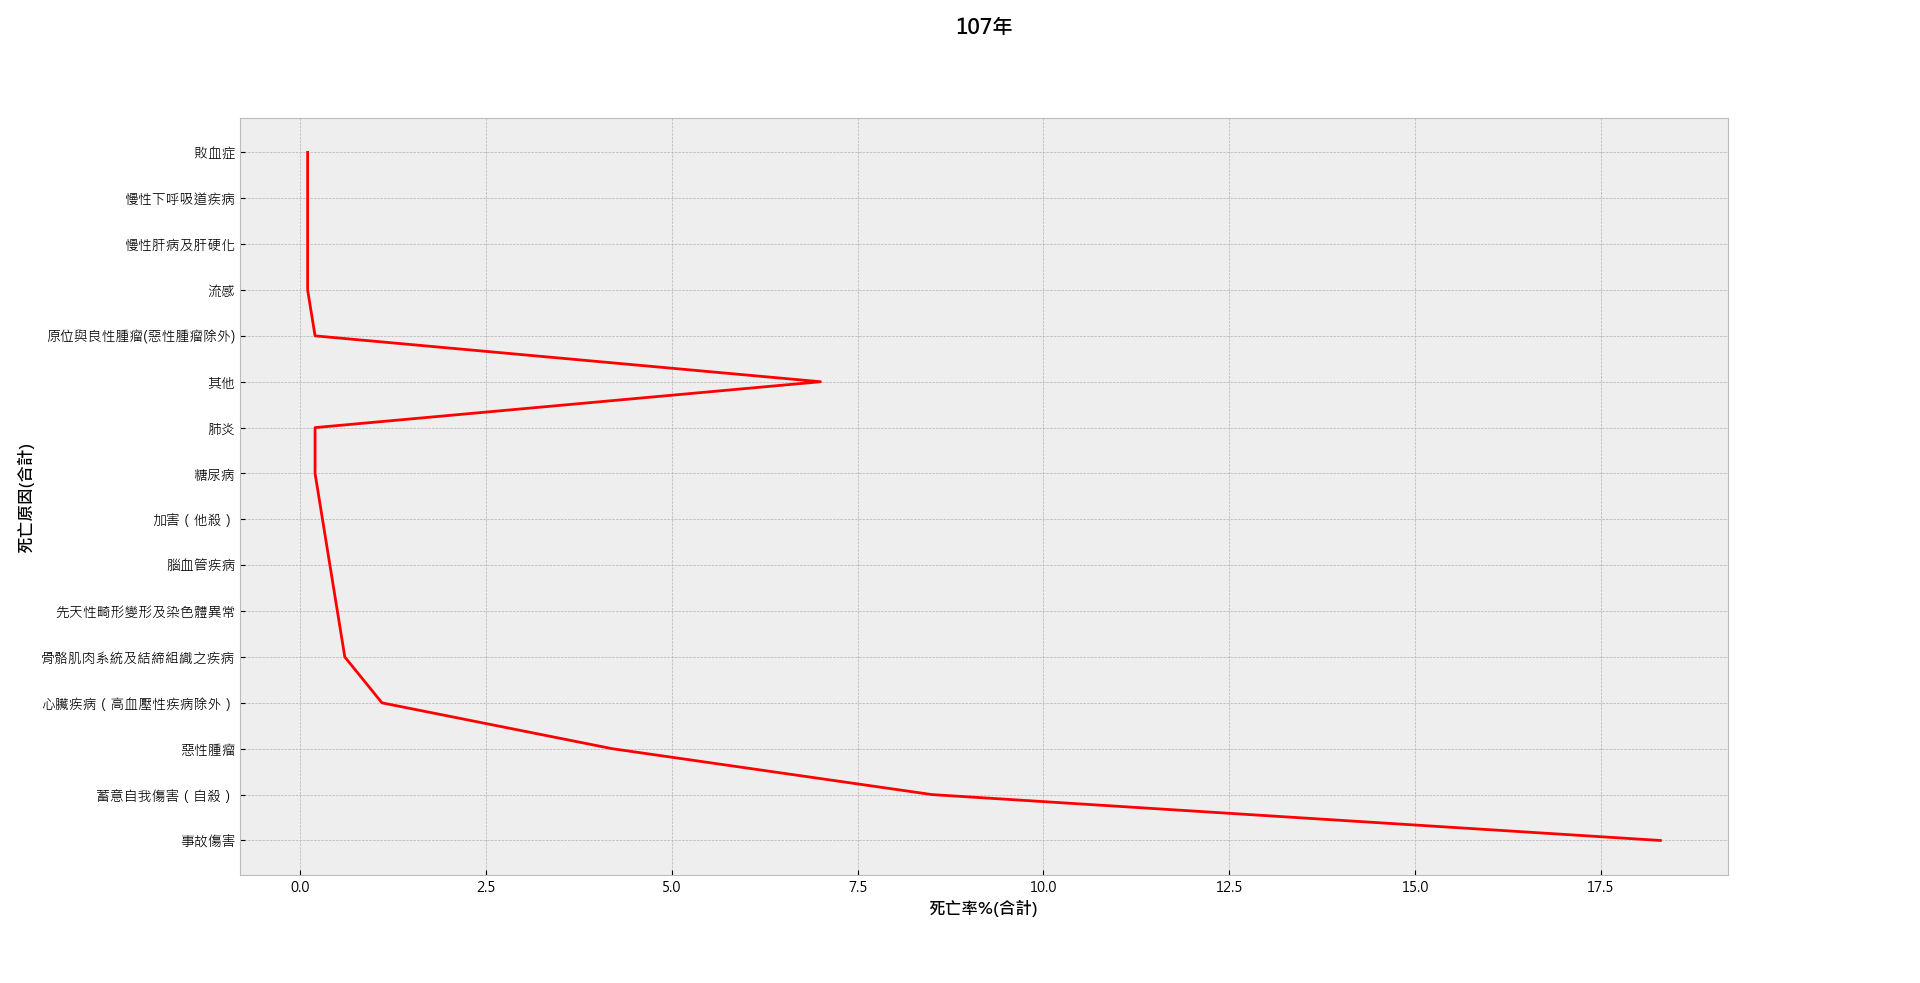 107年
敗血症
慢性下呼吸道疾病
慢性肝病及肝硬化
流感
原位與良性腫瘤(惡性腫瘤除外)
其他
肺炎
糖尿病
加害（他殺）
腦血管疾病
先天性畸形變形及染色體異常
骨骼肌肉系統及結締組織之疾病
心臟疾病（高血壓性疾病除外）
惡性腫瘤
蓄意自我傷害（自殺）
事故傷害
死亡原因(合計)
0.0 2.5 5.0 7.5 10.0 12.5 15.0 17.5
死亡率%(合計)